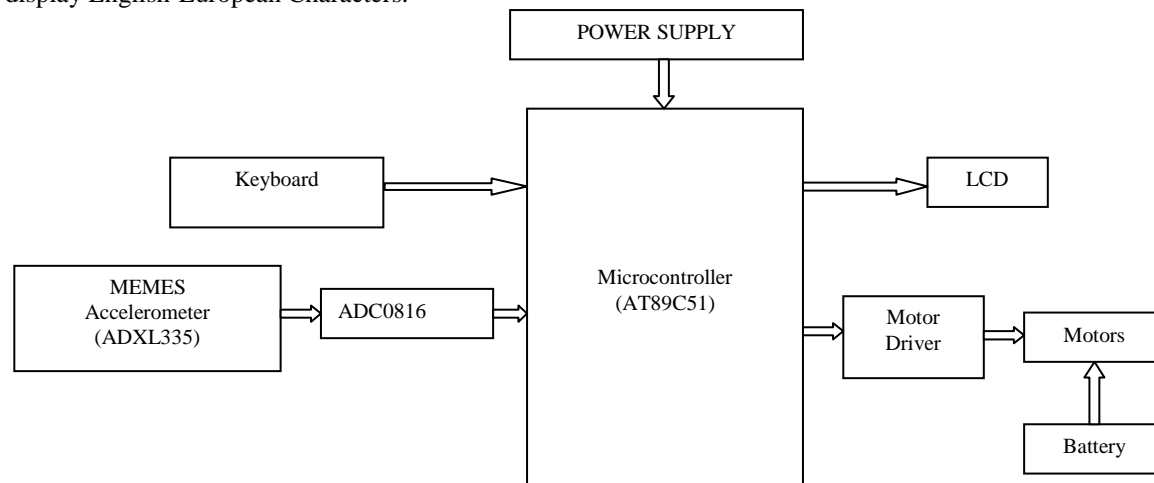 display English-European Characters.
POWER SUPPLY
Keyboard
LCD
MEMES
Accelerometer
(ADXL335)
ADC0816
Microcontroller
(AT89C51)
Motor
Driver
Motors
Battery